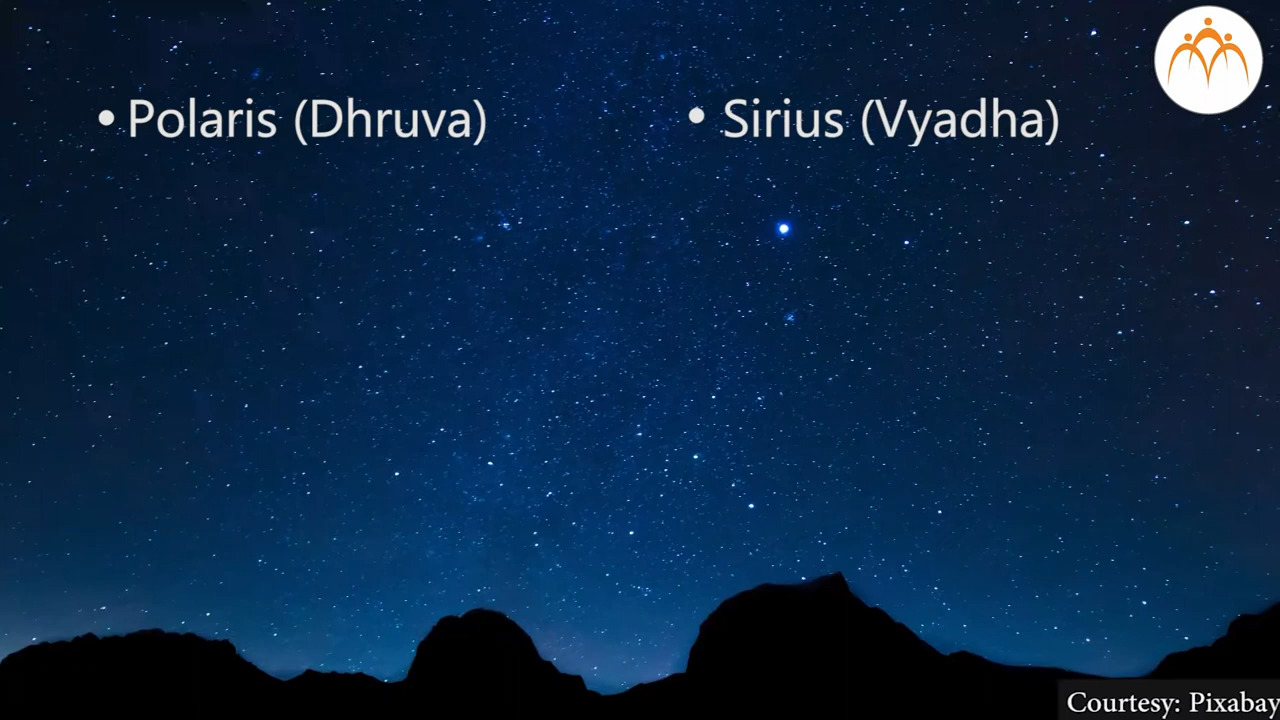 • Polaris (Dhruva)
• Sirius (Vyadha)
Courtesy: Pixabay